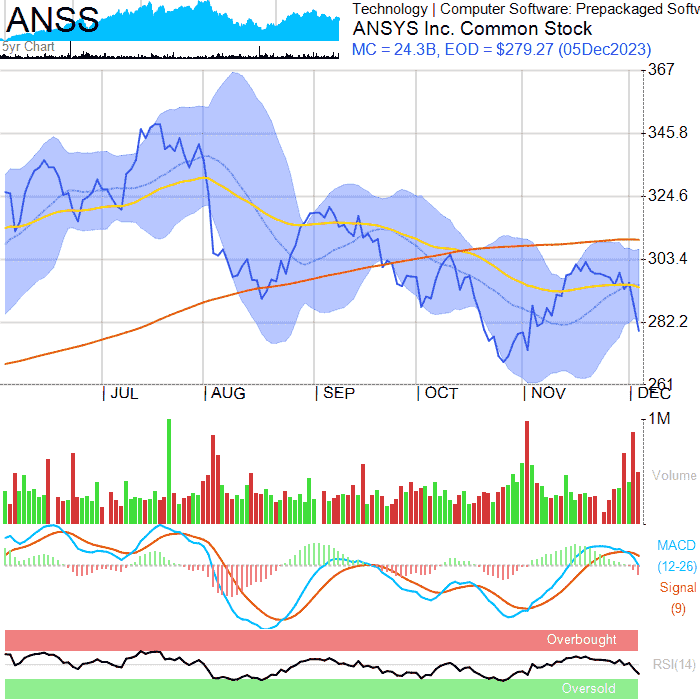 ANSS
5yr Chart
Technology | Computer Software: Prepackaged Softw
ANSYS Inc. Common Stock
MC = 24.3B, EOD = $279.27 (05Dec2023)
367
345.8
324.6
303.4
282.2
261
JUL AUG SEP OCT NOV DEC
1M
Volume
MACD
(12-26)
Signal
(9)
Overbought
RSI(14)
Oversold